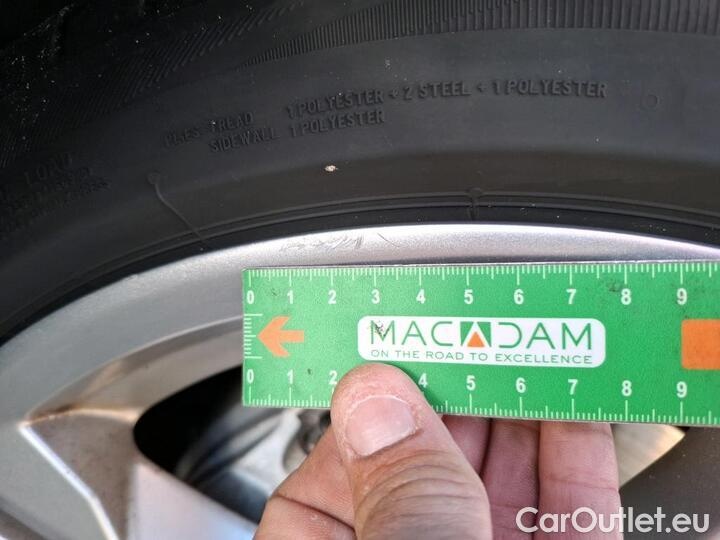 PLIES: TREAD 1 POLYESTER + 2 STEEL + 1 POLYESTER
SIDEWALL 1 POLYESTER
LOAD
0 1 2 3 4 5 6 7 8 9
MACADAM
ON THE ROAD TO EXCELLENCE
0 1 2 4 5 6 7 8 9
CarOutlet.eu